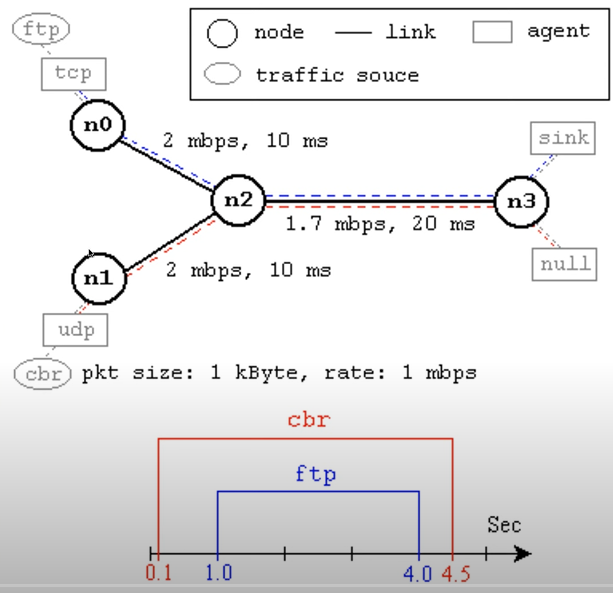 ftp
tcp
node
link
agent
traffic souce
n0
2 mbps, 10 ms
sink
n2
n3
1.7 mbps, 20 ms
n1
2 mbps, 10 ms
null
udp
cbr
pkt size: 1 kByte, rate: 1 mbps
cbr
ftp
Sec
0.1
1.0
4.0
4.5